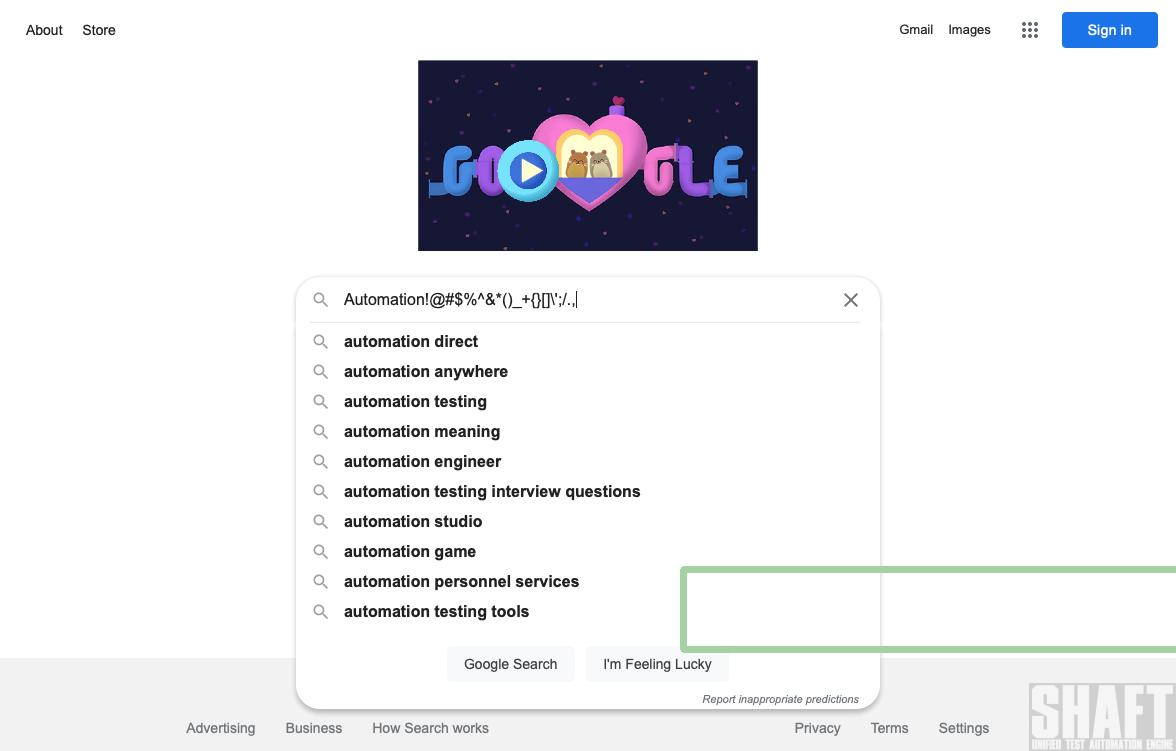 About Store Gmail Images Sign in
GOOGLE
Automation!@#$%^&*()_+{}[]\';/.,
automation direct
automation anywhere
automation testing
automation meaning
automation engineer
automation testing interview questions
automation studio
automation game
automation personnel services
automation testing tools
Google Search I'm Feeling Lucky
Report inappropriate predictions
Advertising Business How Search works Privacy Terms Settings
SHAFT
UNIFIED TEST AUTOMATION ENGINE